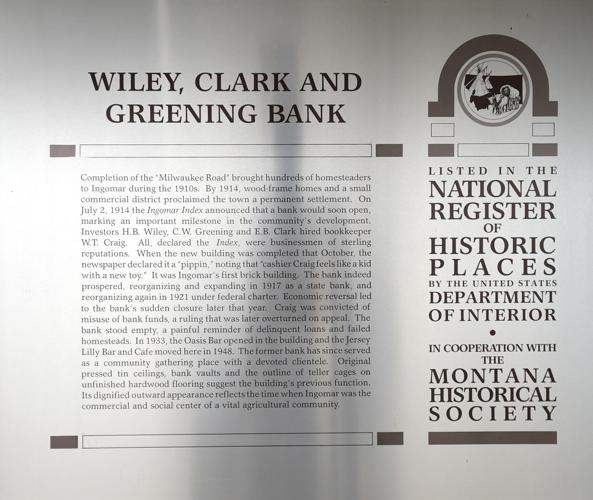 WILEY, CLARK AND
GREENING BANK
Completion of the "Milwaukee Road" brought hundreds of homesteaders
to Ingomar during the 1910s. By 1914, wood-frame homes and a small
commercial district proclaimed the town a permanent settlement. On
July 2, 1914 the Ingomar Index announced that a bank would soon open,
marking an important milestone in the community's development.
Investors H.B. Wiley, C.W. Greening and E.B. Clark hired bookkeeper
W.T. Craig. All, declared the Index, were businessmen of sterling
reputations. When the new building was completed that October, the
newspaper declared it a "pippin," noting that "cashier Craig feels like a kid
with a new toy." It was Ingomar's first brick building. The bank indeed
prospered, reorganizing and expanding in 1917 as a state bank, and
reorganizing again in 1921 under federal charter. Economic reversal led
to the bank's sudden closure later that year. Craig was convicted of
misuse of bank funds, a ruling that was later overturned on appeal. The
bank stood empty, a painful reminder of delinquent loans and failed
homesteads. In 1933, the Oasis Bar opened in the building and the Jersey
Lilly Bar and Cafe moved here in 1948. The former bank has since served
as a community gathering place with a devoted clientele. Original
pressed tin ceilings, bank vaults and the outline of teller cages on
unfinished hardwood flooring suggest the building's previous function.
Its dignified outward appearance reflects the time when Ingomar was the
commercial and social center of a vital agricultural community.
LISTED IN THE
NATIONAL
REGISTER
OF
HISTORIC
PLACES
BY THE UNITED STATES
DEPARTMENT
OF INTERIOR
•
IN COOPERATION WITH
THE
MONTANA
HISTORICAL
SOCIETY